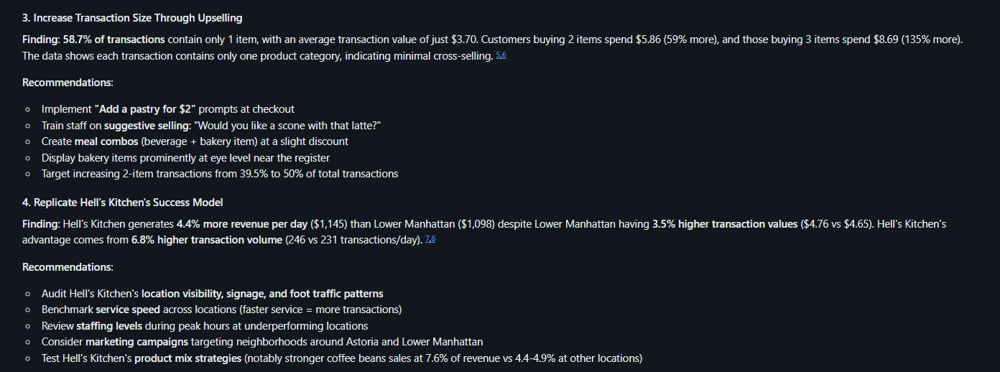 3. Increase Transaction Size Through Upselling
Finding: 58.7% of transactions contain only 1 item, with an average transaction value of just $3.70. Customers buying 2 items spend $5.86 (59% more), and those buying 3 items spend $8.69 (135% more).
The data shows each transaction contains only one product category, indicating minimal cross-selling. 5,6
Recommendations:
Implement "Add a pastry for $2" prompts at checkout
Train staff on suggestive selling: "Would you like a scone with that latte?"
Create meal combos (beverage + bakery item) at a slight discount
Display bakery items prominently at eye level near the register
Target increasing 2-item transactions from 39.5% to 50% of total transactions
4. Replicate Hell's Kitchen's Success Model
Finding: Hell's Kitchen generates 4.4% more revenue per day ($1,145) than Lower Manhattan ($1,098) despite Lower Manhattan having 3.5% higher transaction values ($4.76 vs $4.65). Hell's Kitchen's
advantage comes from 6.8% higher transaction volume (246 vs 231 transactions/day). 7,8
Recommendations:
Audit Hell's Kitchen's location visibility, signage, and foot traffic patterns
Benchmark service speed across locations (faster service = more transactions)
Review staffing levels during peak hours at underperforming locations
Consider marketing campaigns targeting neighborhoods around Astoria and Lower Manhattan
Test Hell's Kitchen's product mix strategies (notably stronger coffee beans sales at 7.6% of revenue vs 4.4-4.9% at other locations)